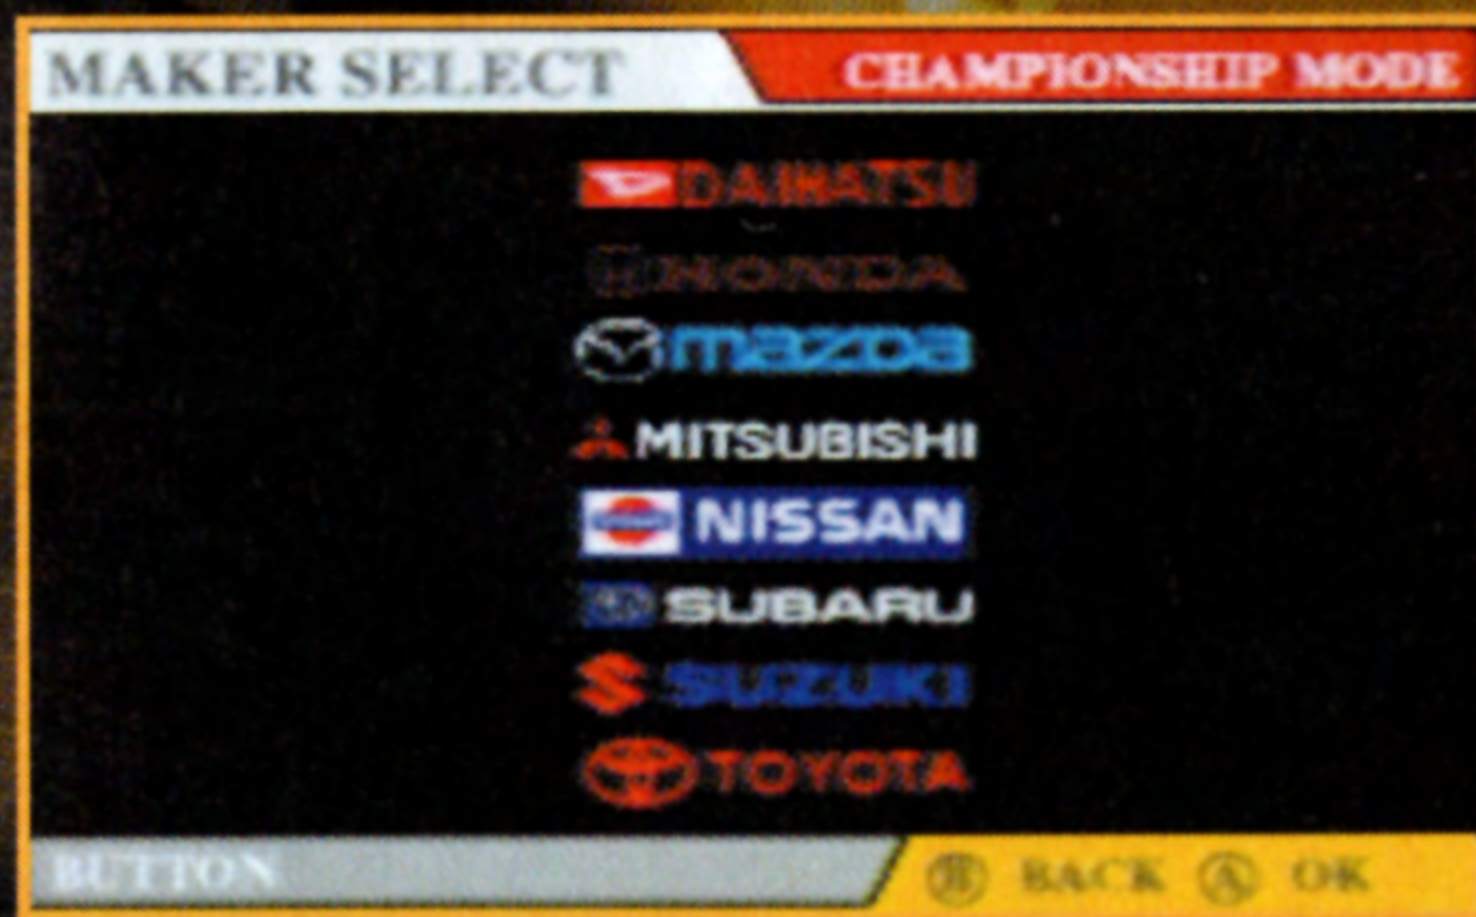 MAKER SELECT
CHAMPIONSHIP MODE
DAIHATSU
HONDA
mazda
MITSUBISHI
NISSAN
SUBARU
SUZUKI
TOYOTA
BUTTON
B BACK A OK